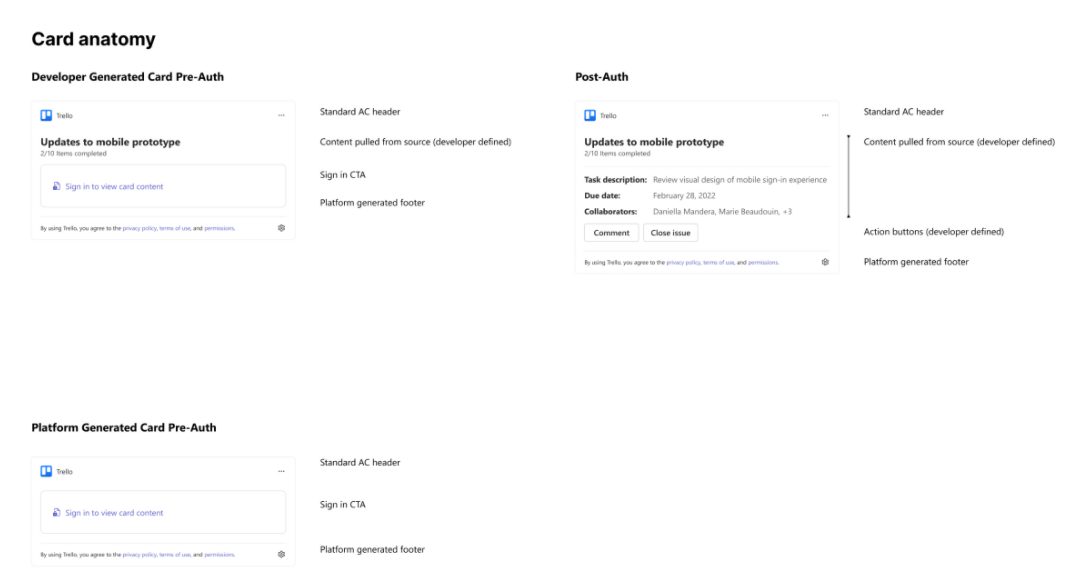 Card anatomy
Developer Generated Card Pre-Auth
Trello
Updates to mobile prototype
2/10 Items completed
Sign in to view card content
By using Trello, you agree to the privacy policy, terms of use, and permissions.
Standard AC header
Content pulled from source (developer defined)
Sign in CTA
Platform generated footer
Post-Auth
Trello
Updates to mobile prototype
2/10 Items completed
Task description: Review visual design of mobile sign-in experience
Due date: February 28, 2022
Collaborators: Daniella Mandera, Marie Beaudouin, +3
Comment Close issue
By using Trello, you agree to the privacy policy, terms of use, and permissions.
Standard AC header
Content pulled from source (developer defined)
Action buttons (developer defined)
Platform generated footer
Platform Generated Card Pre-Auth
Trello
Sign in to view card content
By using Trello, you agree to the privacy policy, terms of use, and permissions.
Standard AC header
Sign in CTA
Platform generated footer